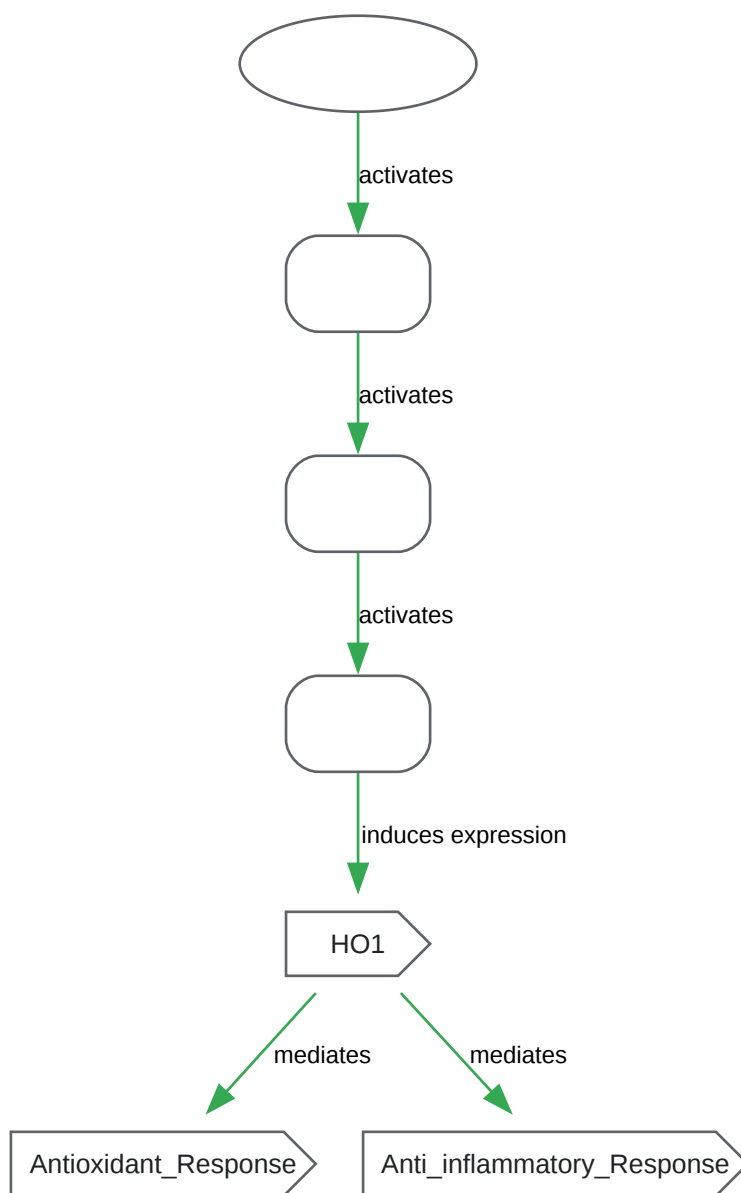 activates
activates
activates
induces expression
HO1
mediates
mediates
Antioxidant_Response
Anti_inflammatory_Response